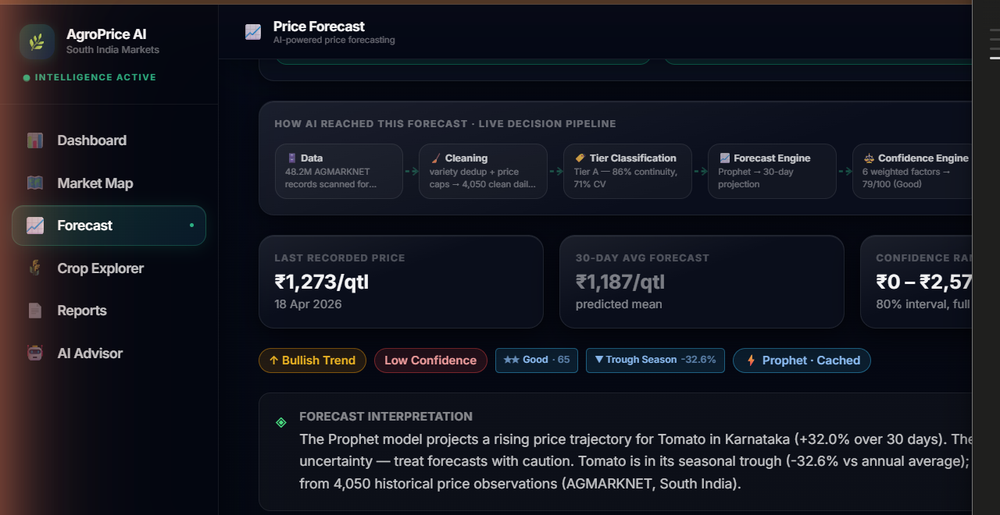 AgroPrice AI
South India Markets
INTELLIGENCE ACTIVE
Dashboard
Market Map
Forecast
Crop Explorer
Reports
AI Advisor
Price Forecast
AI-powered price forecasting
HOW AI REACHED THIS FORECAST · LIVE DECISION PIPELINE
Data
48.2M AGMARKNET
records scanned for...
Cleaning
variety dedup + price
caps → 4,050 clean dail...
Tier Classification
Tier A — 86% continuity,
71% CV
Forecast Engine
Prophet → 30-day
projection
Confidence Engine
6 weighted factors →
79/100 (Good)
LAST RECORDED PRICE
₹1,273/qtl
18 Apr 2026
30-DAY AVG FORECAST
₹1,187/qtl
predicted mean
CONFIDENCE RAN
₹0 – ₹2,57
80% interval, full
↑ Bullish Trend
Low Confidence
★★ Good · 65
▼ Trough Season -32.6%
Prophet · Cached
FORECAST INTERPRETATION
The Prophet model projects a rising price trajectory for Tomato in Karnataka (+32.0% over 30 days). The
uncertainty — treat forecasts with caution. Tomato is in its seasonal trough (-32.6% vs annual average);
from 4,050 historical price observations (AGMARKNET, South India).